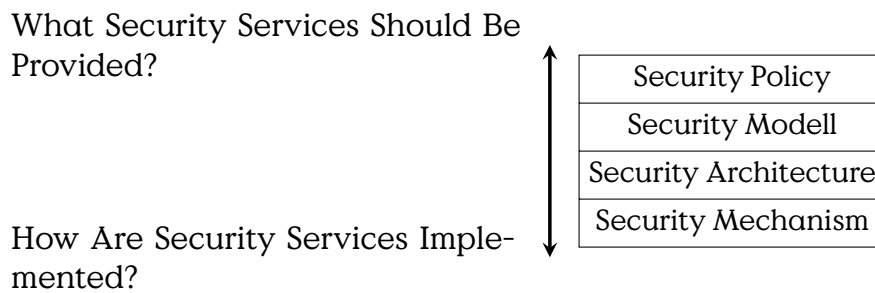 What Security Services Should Be
Provided?
Security Policy
Security Modell
Security Architecture
Security Mechanism
How Are Security Services Imple-
mented?